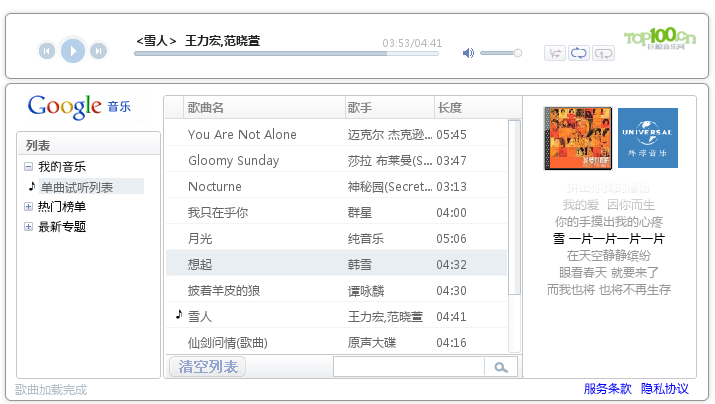 <雪人> 王力宏,范晓萱
03:53/04:41
TOP100.CN
巨鲸音乐网
Google 音乐
列表
我的音乐
单曲试听列表
热门榜单
最新专题
歌曲名 歌手 长度
You Are Not Alone 迈克尔 杰克逊... 05:45
Gloomy Sunday 莎拉 布莱曼(S... 03:47
Nocturne 神秘园(Secret... 03:13
我只在乎你 群星 04:00
月光 纯音乐 05:06
想起 韩雪 04:32
披着羊皮的狼 谭咏麟 04:30
雪人 王力宏,范晓萱 04:41
仙剑问情(歌曲) 原声大碟 04:16
清空列表
UNIVERSAL
环球音乐
拼出你我的缘份
我的爱 因你而生
你的手摸出我的心疼
雪 一片一片一片一片
在天空静静缤纷
眼看春天 就要来了
而我也将 也将不再生存
歌曲加载完成
服务条款 隐私协议